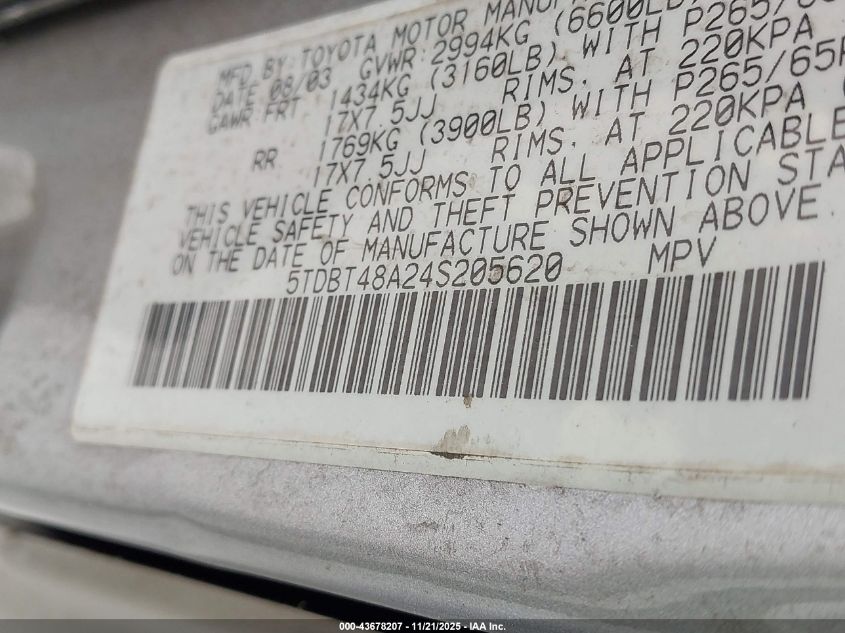 MFD.BY:TOYOTA MOTOR
DATE 08/03 GVWR:2994KG (6600LB
GAWR FRT 1434KG (3160LB) WITH P265/
17X7.5JJ RIMS. AT 220KPA
RR 1769KG (3900LB) WITH P265/65
17X7.5JJ RIMS. AT 220KPA
THIS VEHICLE CONFORMS TO ALL APPLICABLE
VEHICLE SAFETY AND THEFT PREVENTION STA
ON THE DATE OF MANUFACTURE SHOWN ABOVE.
5TDBT48A24S205620 MPV
000-43678207 - 11/21/2025 - IAA Inc.